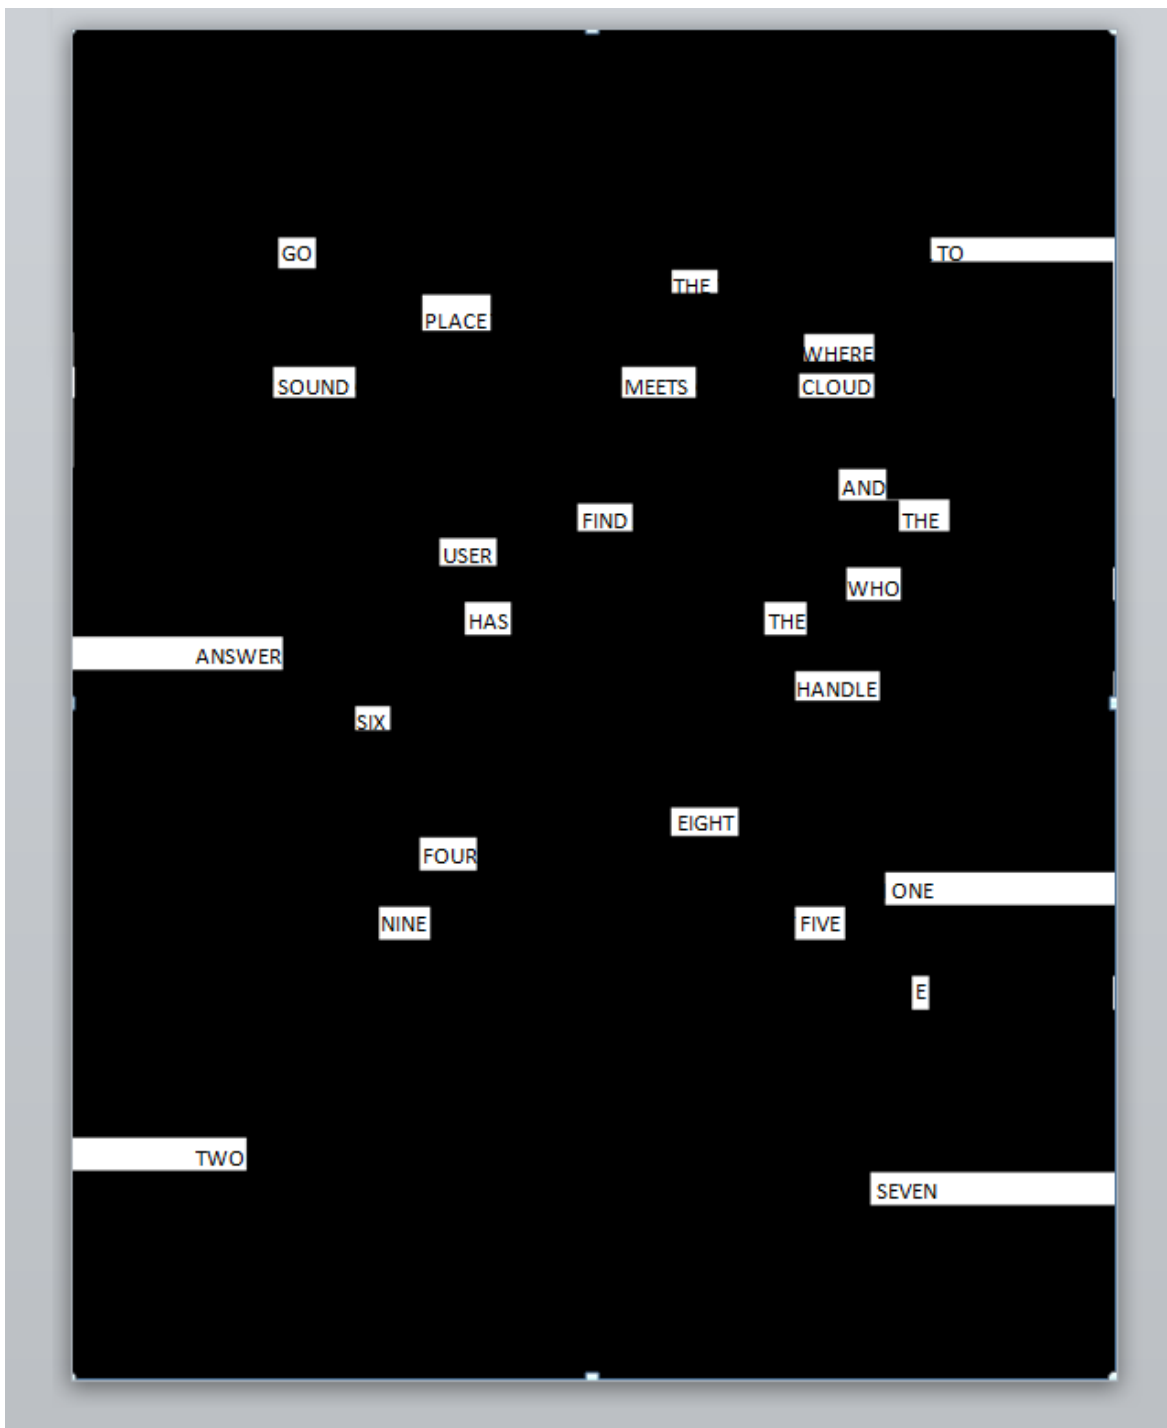 GO TO
THE
PLACE
WHERE
SOUND MEETS CLOUD
AND
FIND THE
USER
WHO
HAS THE
ANSWER
HANDLE
SIX
EIGHT
FOUR
ONE
NINE FIVE
E
TWO
SEVEN